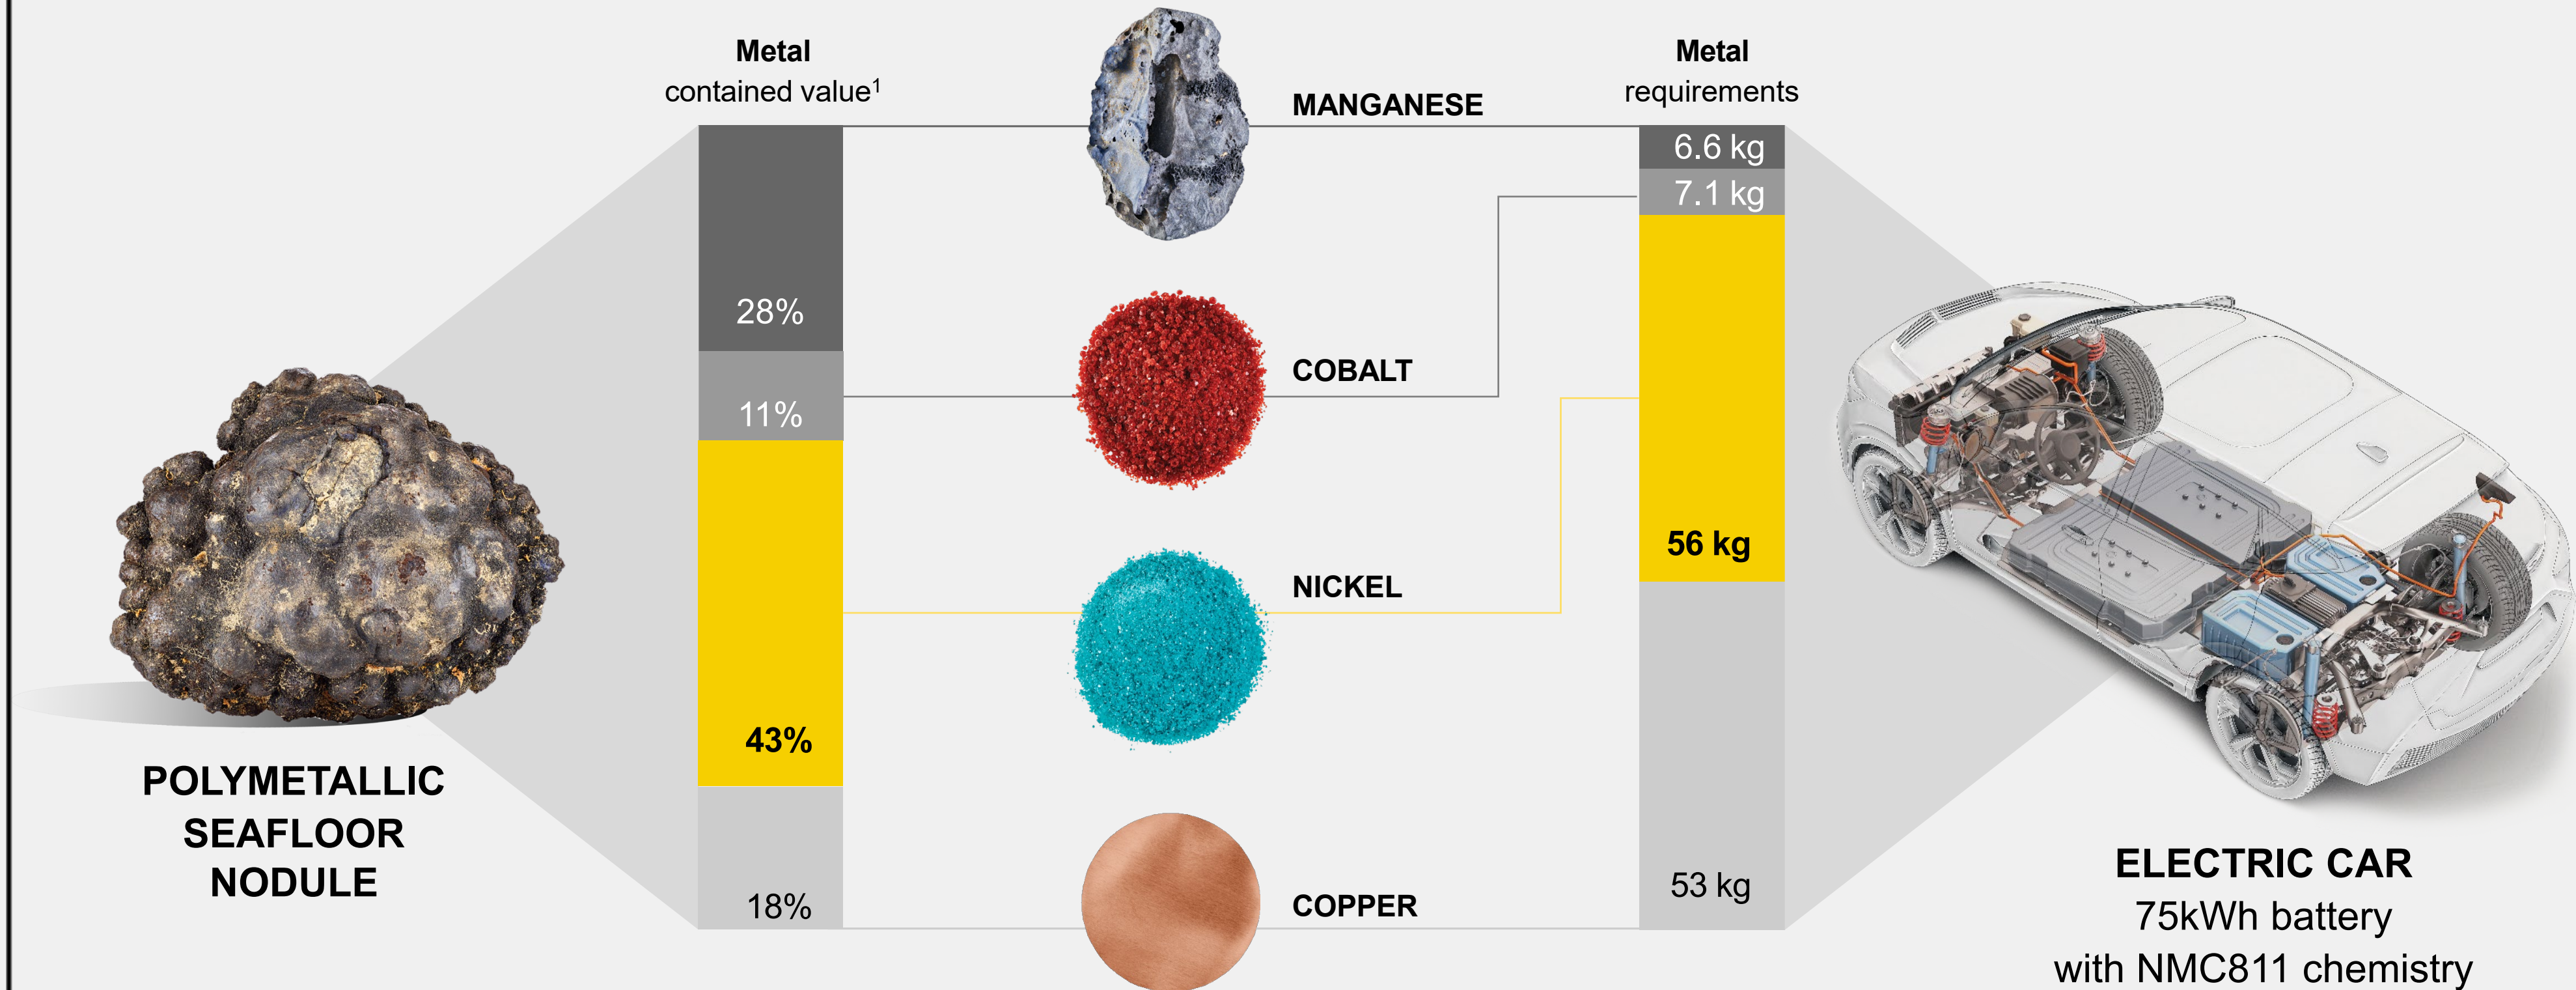 Metal
contained value¹
28%
11%
43%
18%
MANGANESE
COBALT
NICKEL
COPPER
Metal
requirements
6.6 kg
7.1 kg
56 kg
53 kg
POLYMETALLIC
SEAFLOOR
NODULE
ELECTRIC CAR
75kWh battery
with NMC811 chemistry